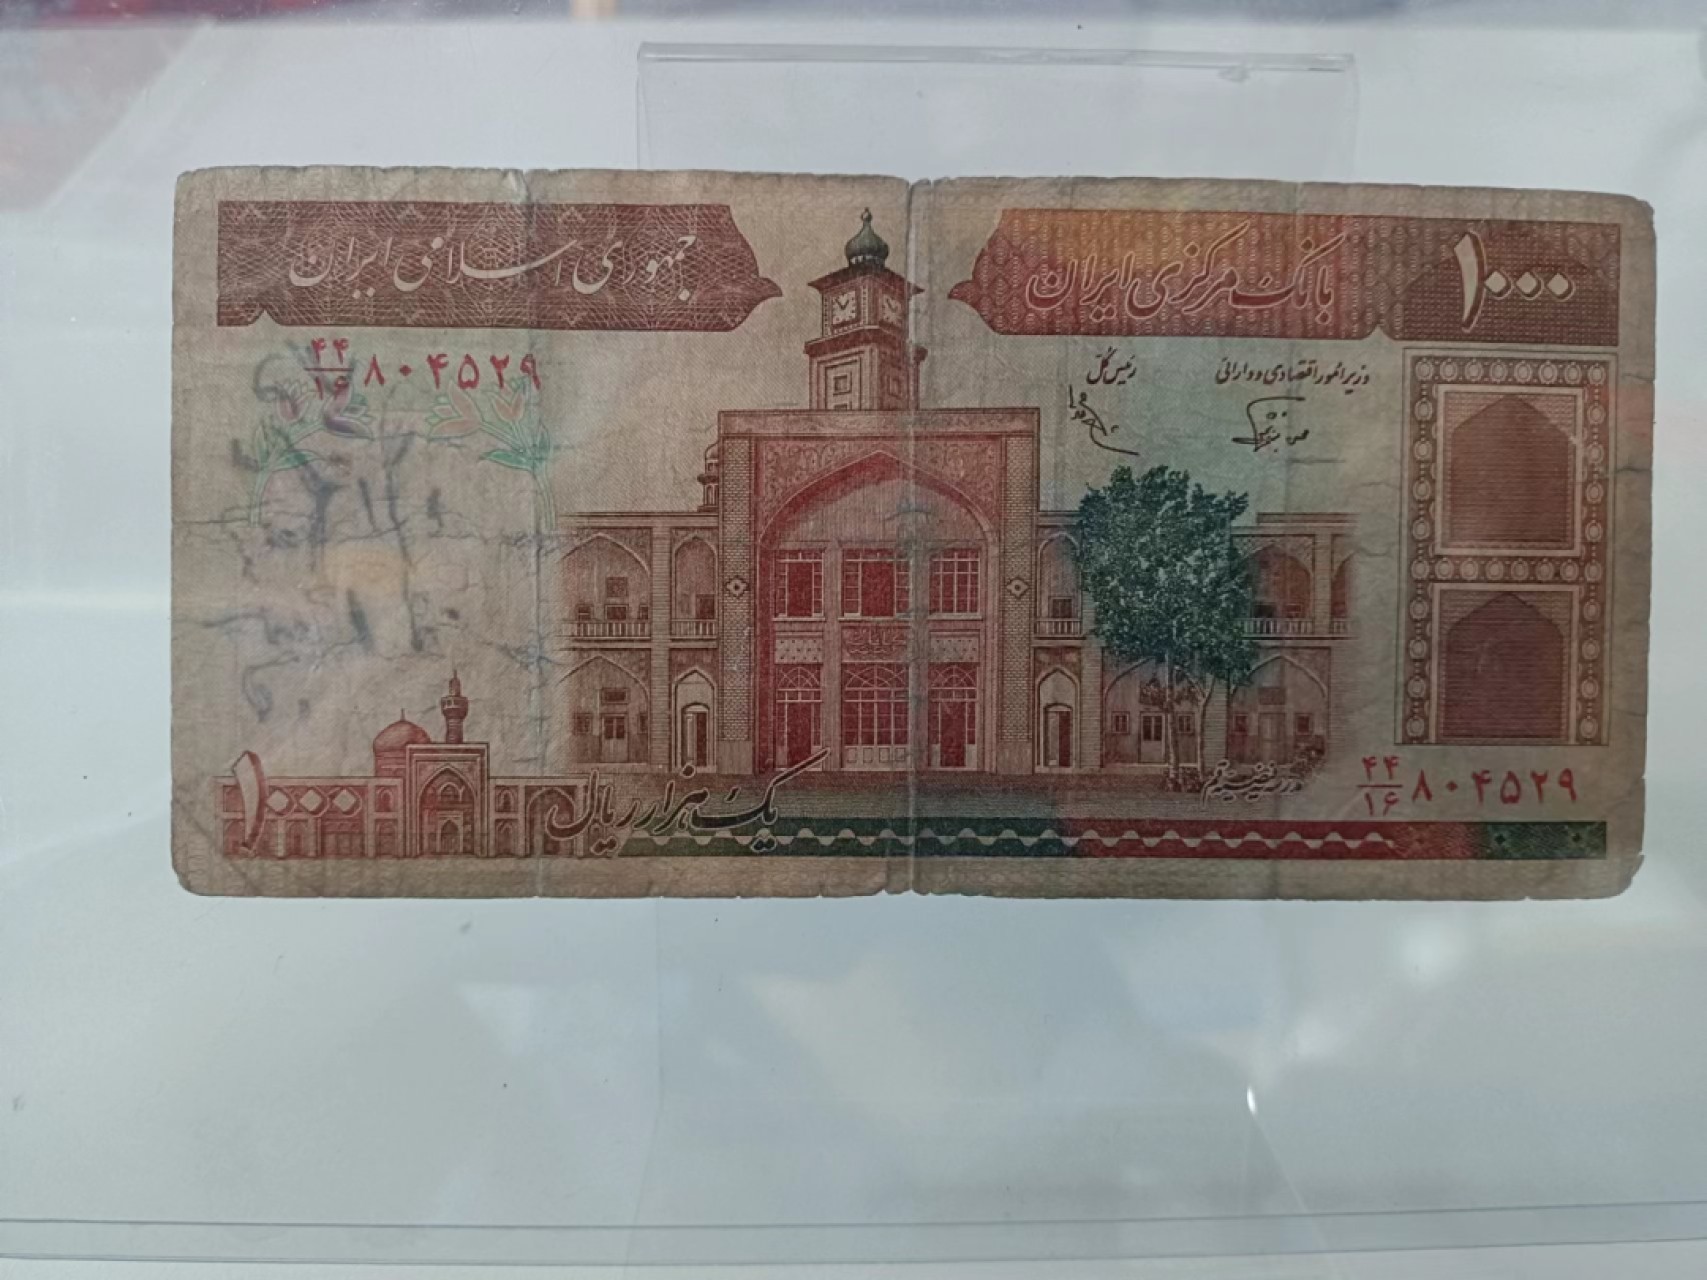 بانک مرکزی ایران ۱۰۰۰
جمهوری اسلامی ایران
وزیر امور اقتصادی و دارائی
رئیس کل
۴۴/۱۶ ۸۰۴۵۲۹
مدرسه فیضیه قم
۴۴/۱۶ ۸۰۴۵۲۹
یک هزار ریال
۱۰۰۰